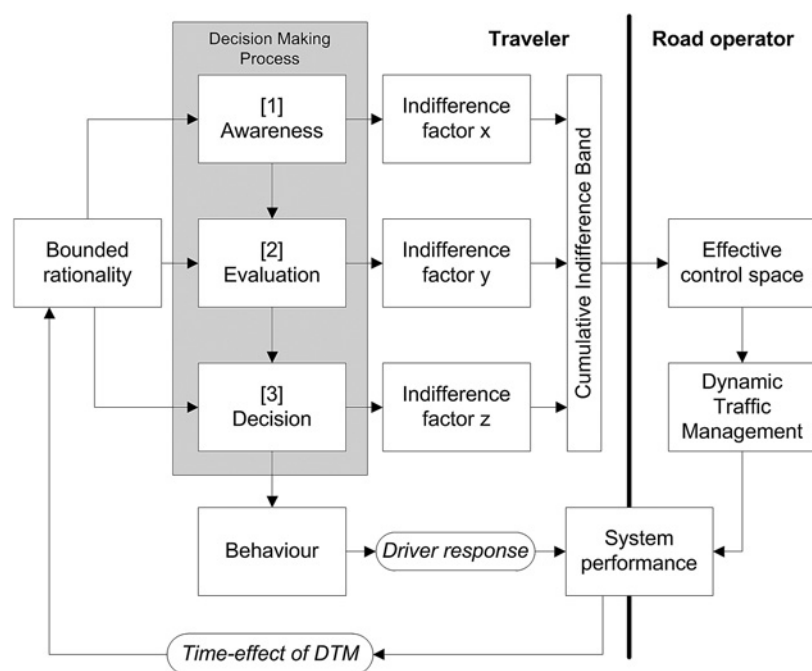 Decision Making
Process
Traveler
Road operator
[1]
Awareness
Indifference
factor x
Bounded
rationality
[2]
Evaluation
Indifference
factor y
Cumulative Indifference Band
Effective
control space
[3]
Decision
Indifference
factor z
Dynamic
Traffic
Management
Behaviour
Driver response
System
performance
Time-effect of DTM